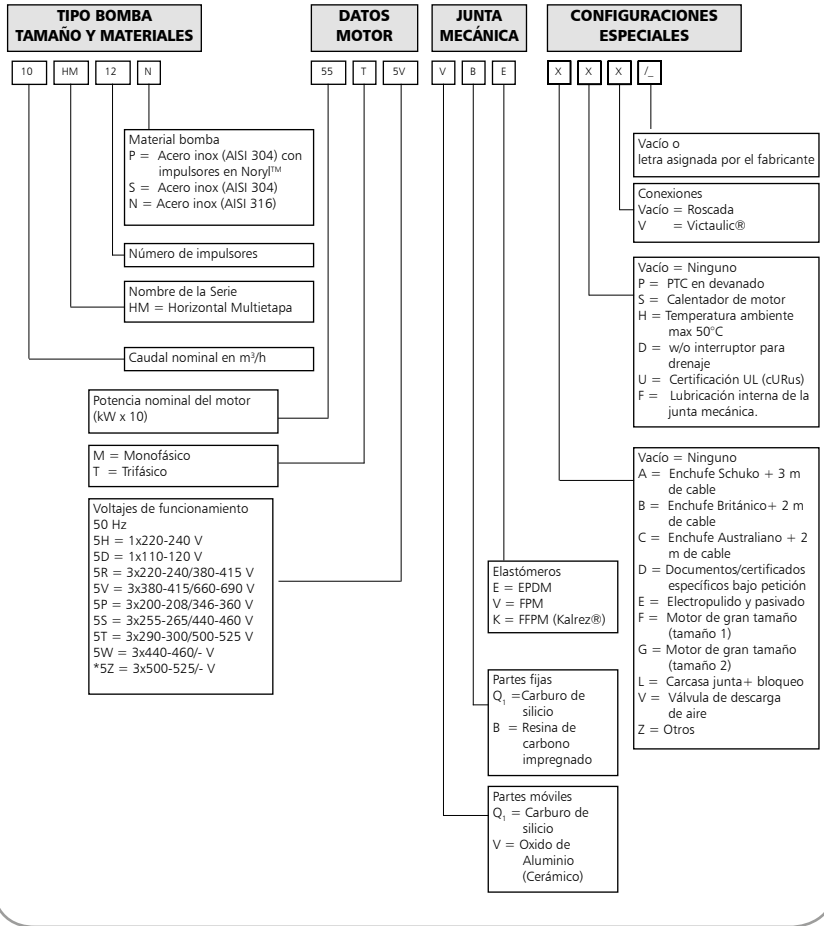 TIPO BOMBA
TAMAÑO Y MATERIALES
DATOS
MOTOR
JUNTA
MECÁNICA
CONFIGURACIONES
ESPECIALES
10 HM 12 N 55 T 5V V B E X X X /_
Material bomba
P = Acero inox (AISI 304) con
impulsores en Noryl™
S = Acero inox (AISI 304)
N = Acero inox (AISI 316)
Número de impulsores
Nombre de la Serie
HM = Horizontal Multietapa
Caudal nominal en m³/h
Potencia nominal del motor
(kW x 10)
M = Monofásico
T = Trifásico
Voltajes de funcionamiento
50 Hz
5H = 1x220-240 V
5D = 1x110-120 V
5R = 3x220-240/380-415 V
5V = 3x380-415/660-690 V
5P = 3x200-208/346-360 V
5S = 3x255-265/440-460 V
5T = 3x290-300/500-525 V
5W = 3x440-460/- V
*5Z = 3x500-525/- V
Elastómeros
E = EPDM
V = FPM
K = FFPM (Kalrez®)
Partes fijas
Q₁ =Carburo de
silicio
B = Resina de
carbono
impregnado
Partes móviles
Q₁ = Carburo de
silicio
V = Oxido de
Aluminio
(Cerámico)
Vacío o
letra asignada por el fabricante
Conexiones
Vacío = Roscada
V = Victaulic®
Vacío = Ninguno
P = PTC en devanado
S = Calentador de motor
H = Temperatura ambiente
max 50°C
D = w/o interruptor para
drenaje
U = Certificación UL (cURus)
F = Lubricación interna de la
junta mecánica.
Vacío = Ninguno
A = Enchufe Schuko + 3 m
de cable
B = Enchufe Británico+ 2 m
de cable
C = Enchufe Australiano + 2
m de cable
D = Documentos/certificados
específicos bajo petición
E = Electropulido y pasivado
F = Motor de gran tamaño
(tamaño 1)
G = Motor de gran tamaño
(tamaño 2)
L = Carcasa junta+ bloqueo
V = Válvula de descarga
de aire
Z = Otros